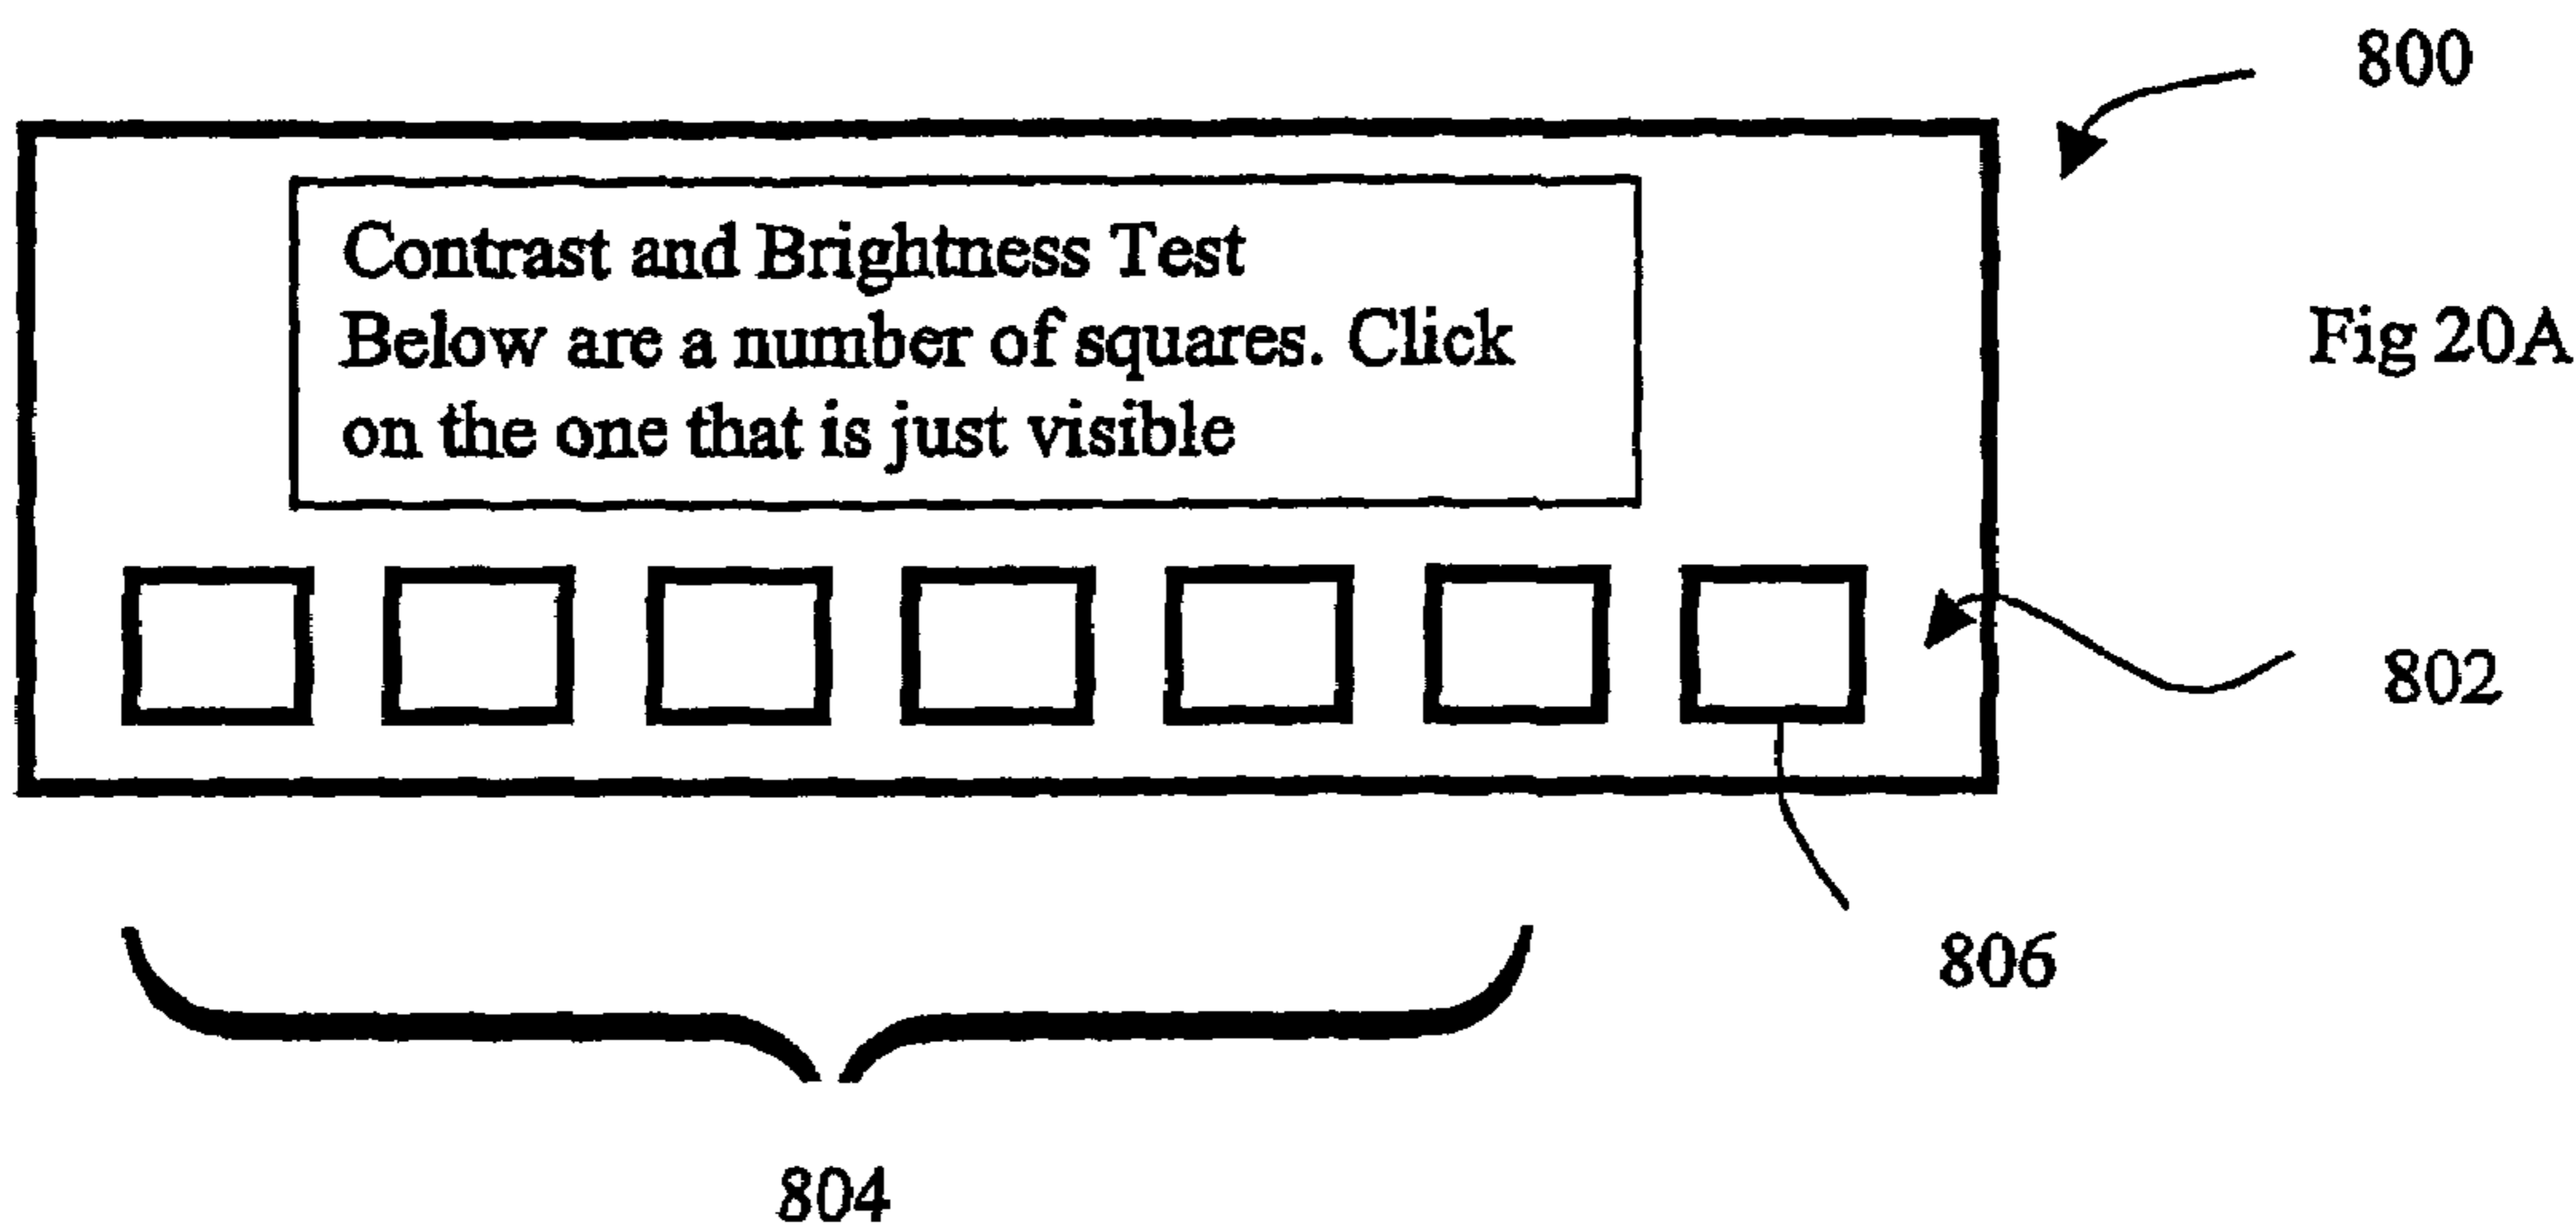 800
Contrast and Brightness Test
Below are a number of squares. Click
on the one that is just visible
Fig 20A
802
806
804